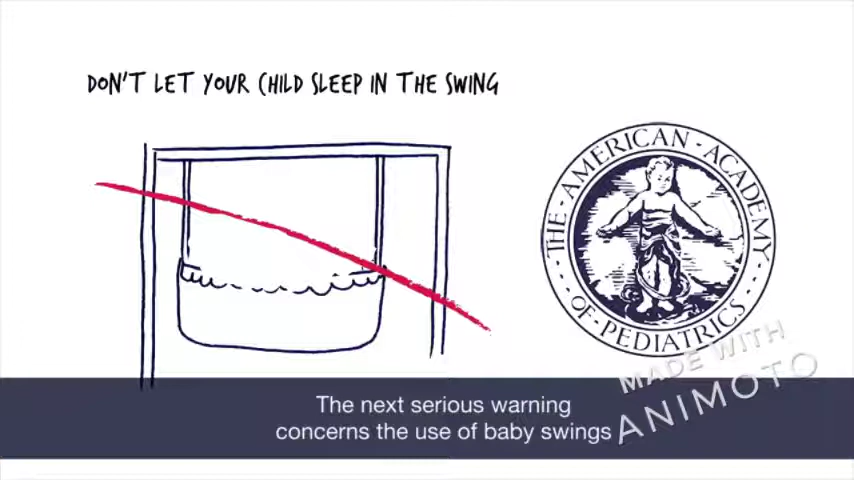 DON'T LET YOUR CHILD SLEEP IN THE SWING
· THE · AMERICAN · ACADEMY · OF · PEDIATRICS ·
The next serious warning
concerns the use of baby swings
MADE WITH
ANIMOTO